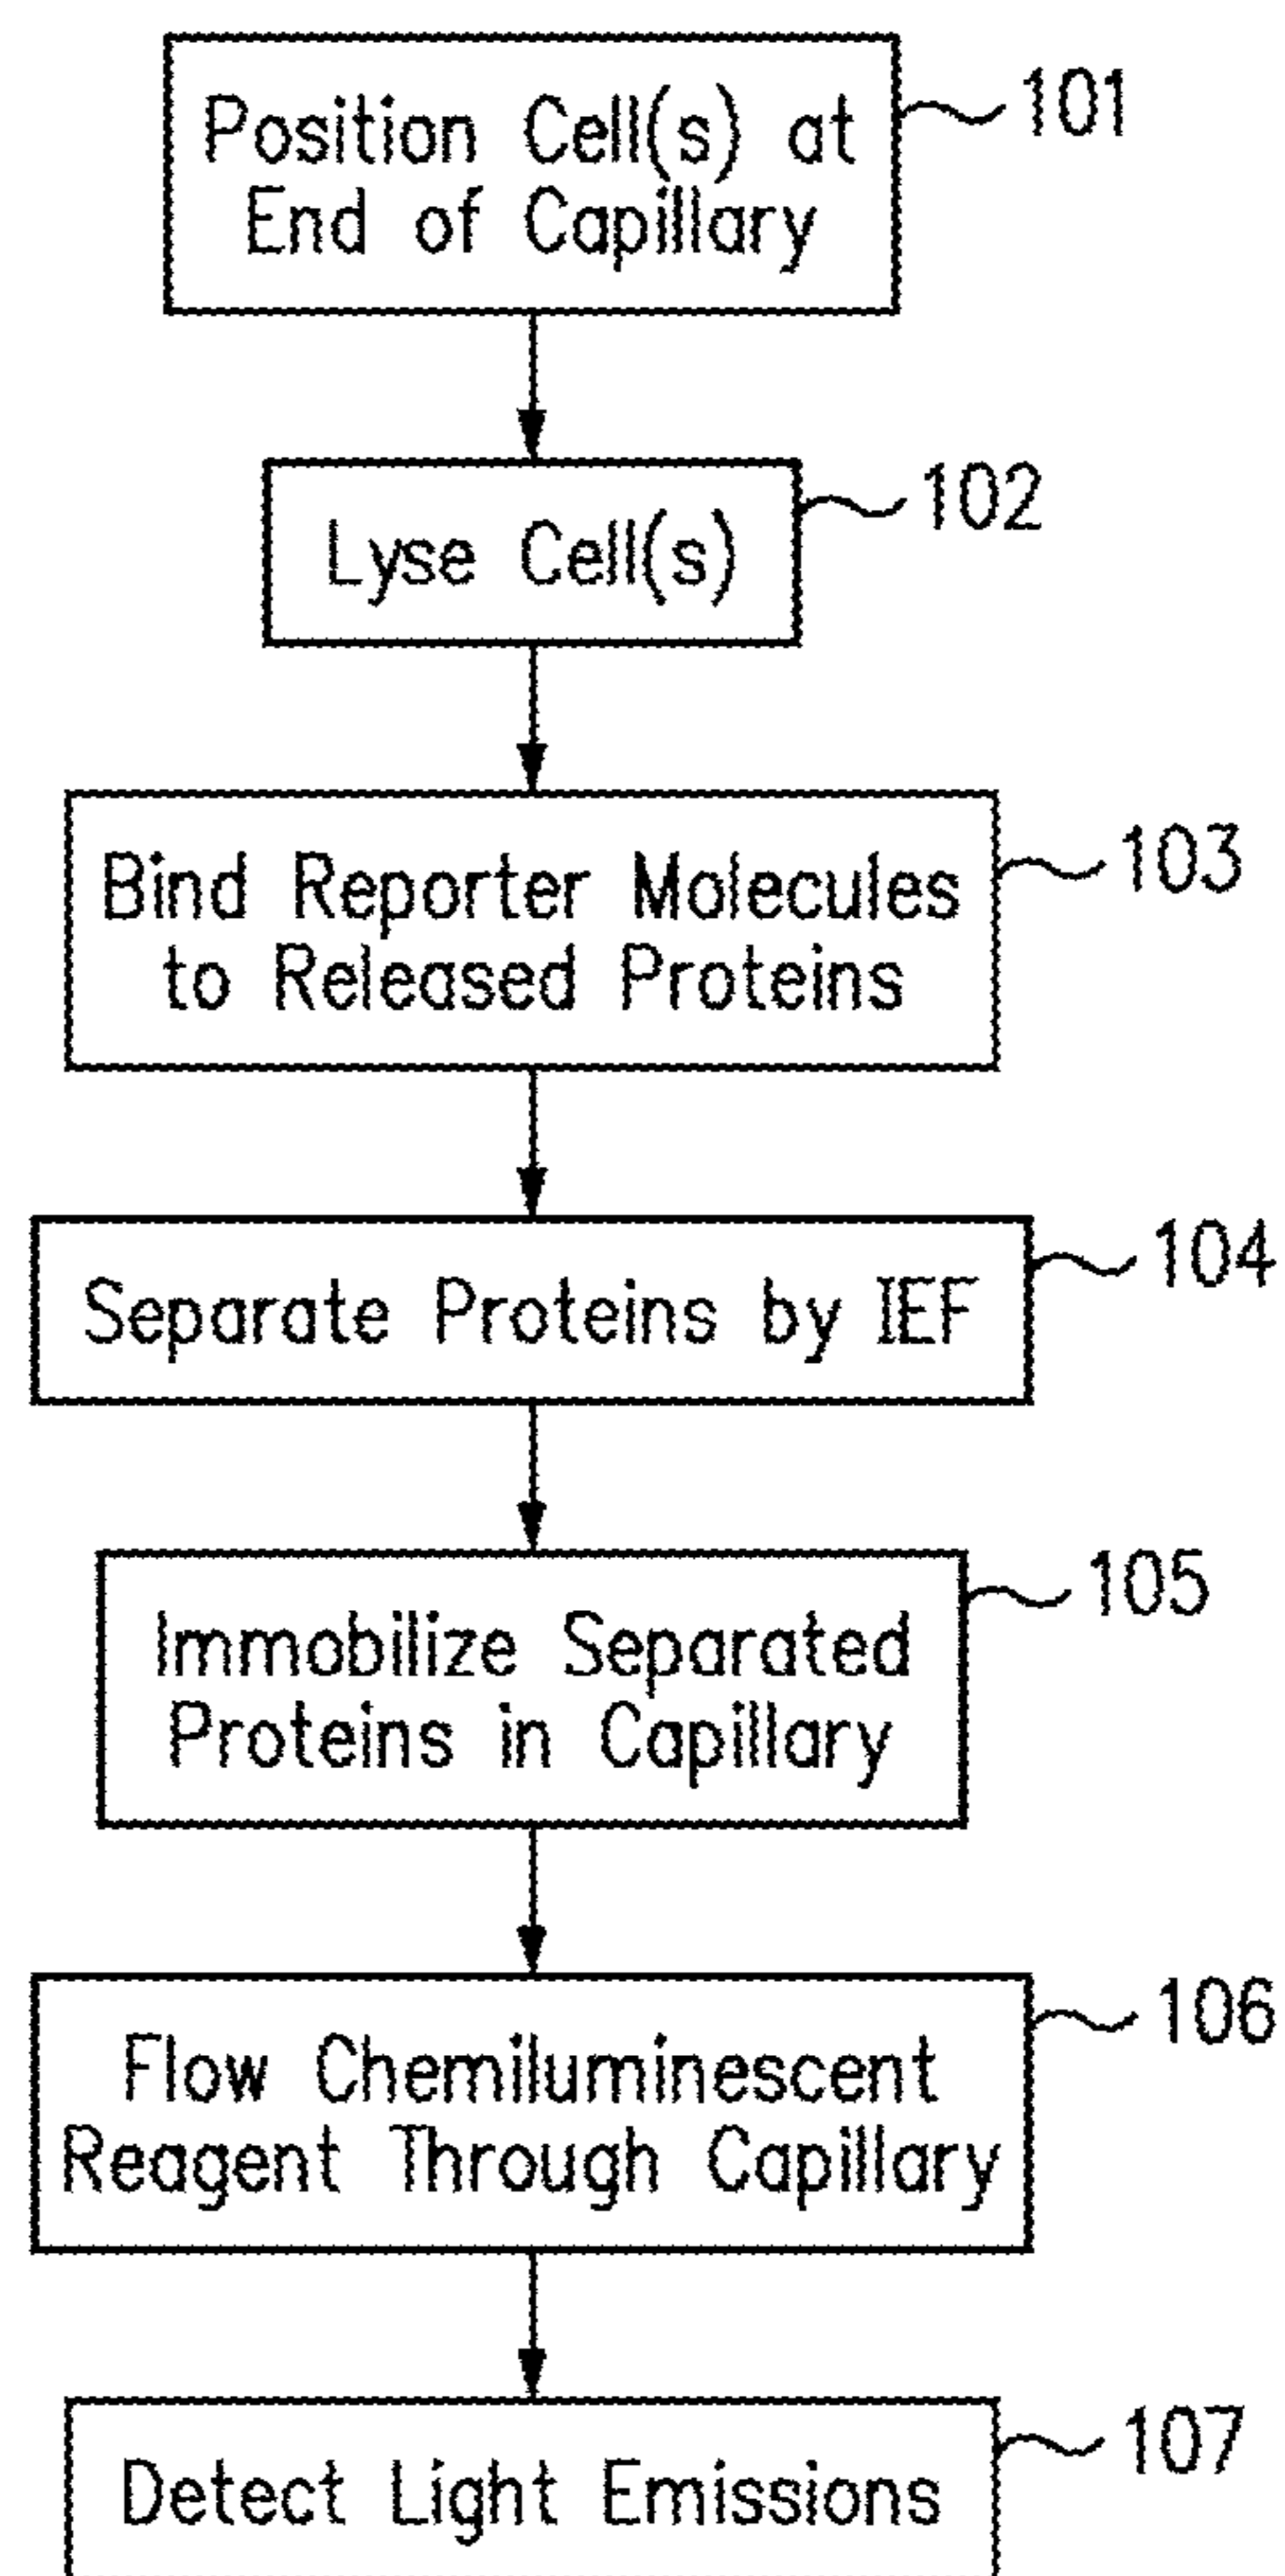 Position Cell(s) at
End of Capillary
101
Lyse Cell(s)
102
Bind Reporter Molecules
to Released Proteins
103
Separate Proteins by IEF
104
Immobilize Separated
Proteins in Capillary
105
Flow Chemiluminescent
Reagent Through Capillary
106
Detect Light Emissions
107